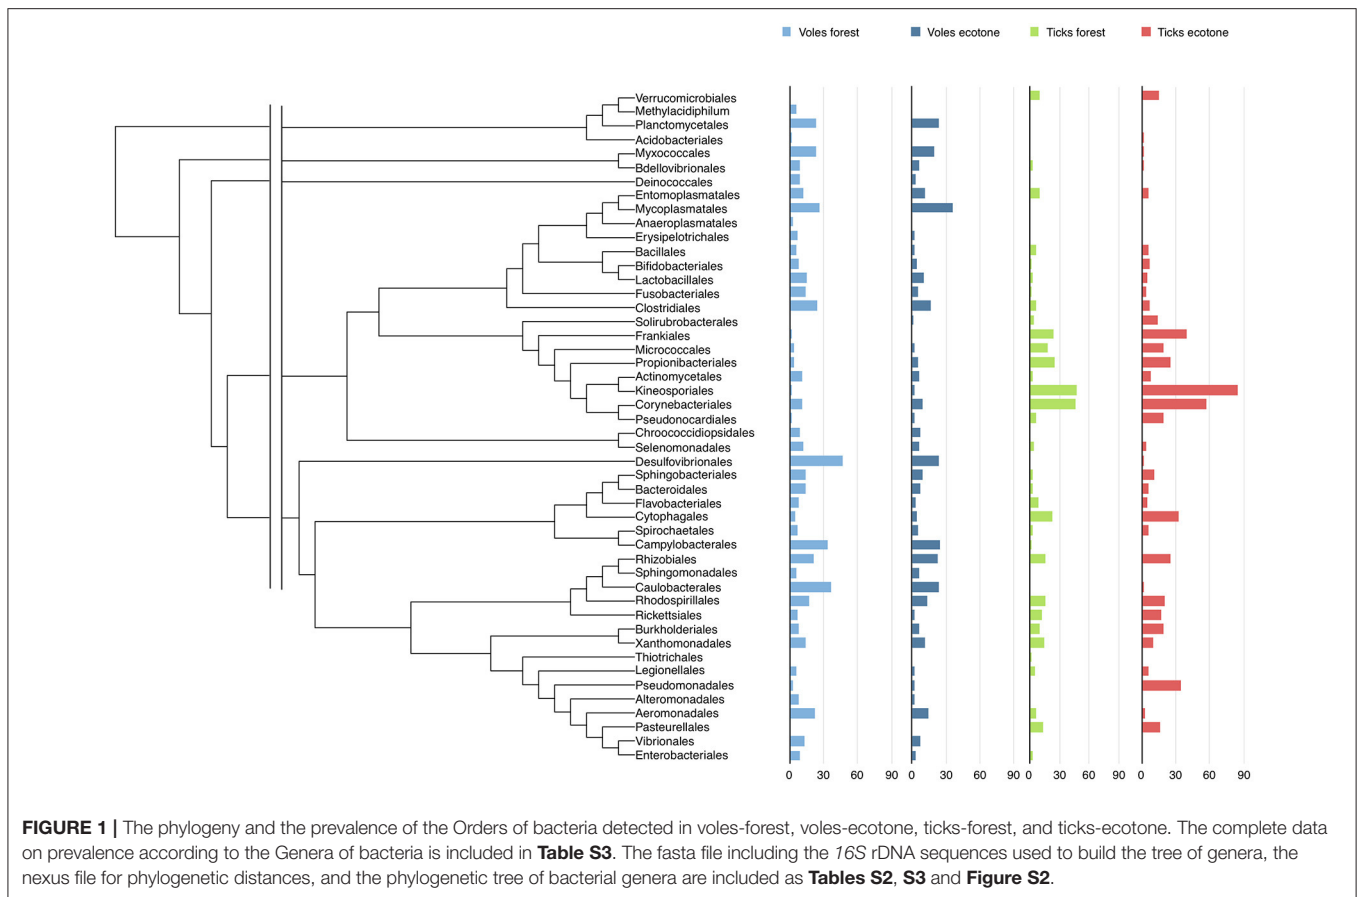 Voles forest Voles ecotone Ticks forest Ticks ecotone
Verrucomicrobiales
Methylacidiphilum
Planctomycetales
Acidobacteriales
Myxococcales
Bdellovibrionales
Deinococcales
Entomoplasmatales
Mycoplasmatales
Anaeroplasmatales
Erysipelotrichales
Bacillales
Bifidobacteriales
Lactobacillales
Fusobacteriales
Clostridiales
Solirubrobacterales
Frankiales
Micrococcales
Propionibacteriales
Actinomycetales
Kineosporiales
Corynebacteriales
Pseudonocardiales
Chroococcidiopsidales
Selenomonadales
Desulfovibrionales
Sphingobacteriales
Bacteroidales
Flavobacteriales
Cytophagales
Spirochaetales
Campylobacterales
Rhizobiales
Sphingomonadales
Caulobacterales
Rhodospirillales
Rickettsiales
Burkholderiales
Xanthomonadales
Thiotrichales
Legionellales
Pseudomonadales
Alteromonadales
Aeromonadales
Pasteurellales
Vibrionales
Enterobacteriales
0 30 60 90 0 30 60 90 0 30 60 90 0 30 60 90
FIGURE 1 | The phylogeny and the prevalence of the Orders of bacteria detected in voles-forest, voles-ecotone, ticks-forest, and ticks-ecotone. The complete data
on prevalence according to the Genera of bacteria is included in Table S3. The fasta file including the 16S rDNA sequences used to build the tree of genera, the
nexus file for phylogenetic distances, and the phylogenetic tree of bacterial genera are included as Tables S2, S3 and Figure S2.